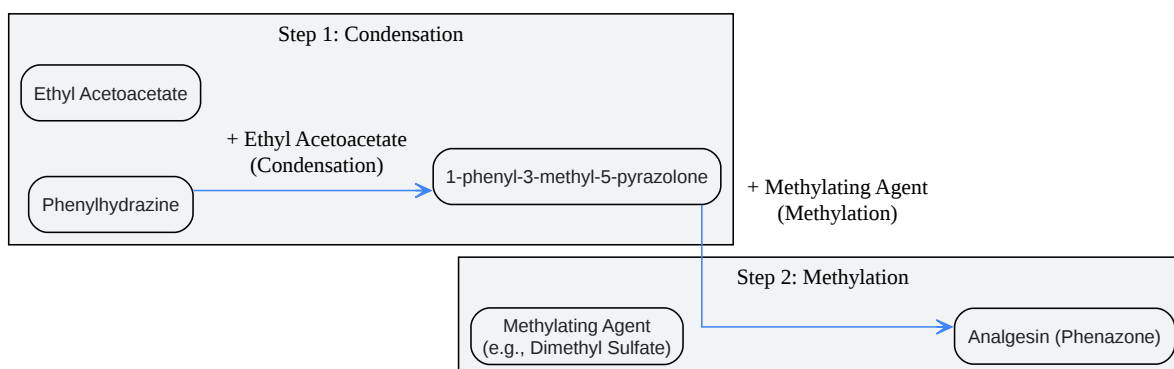 Step 1: Condensation
Ethyl Acetoacetate
+ Ethyl Acetoacetate
(Condensation)
Phenylhydrazine
1-phenyl-3-methyl-5-pyrazolone
+ Methylating Agent
(Methylation)
Step 2: Methylation
Methylating Agent
(e.g., Dimethyl Sulfate)
Analgesin (Phenazone)